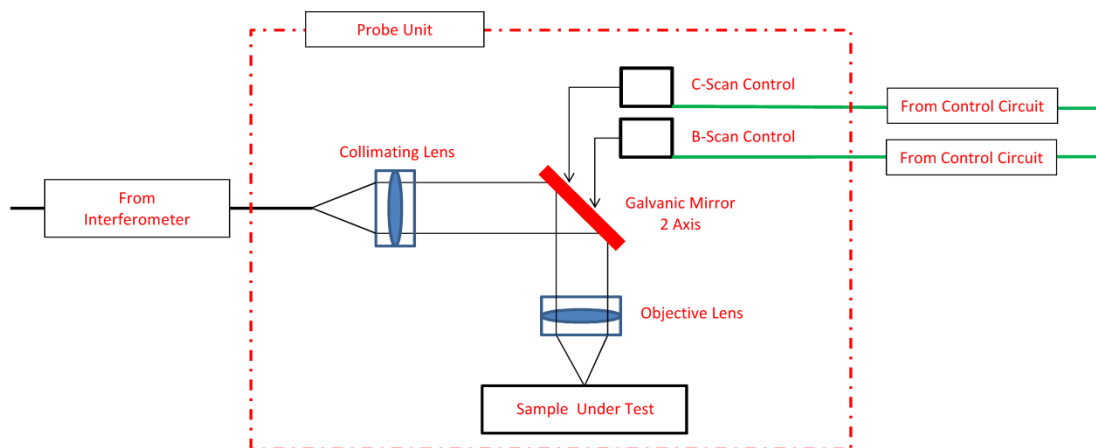 Probe Unit
C-Scan Control
From Control Circuit
B-Scan Control
From Control Circuit
Collimating Lens
From
Interferometer
Galvanic Mirror
2 Axis
Objective Lens
Sample Under Test